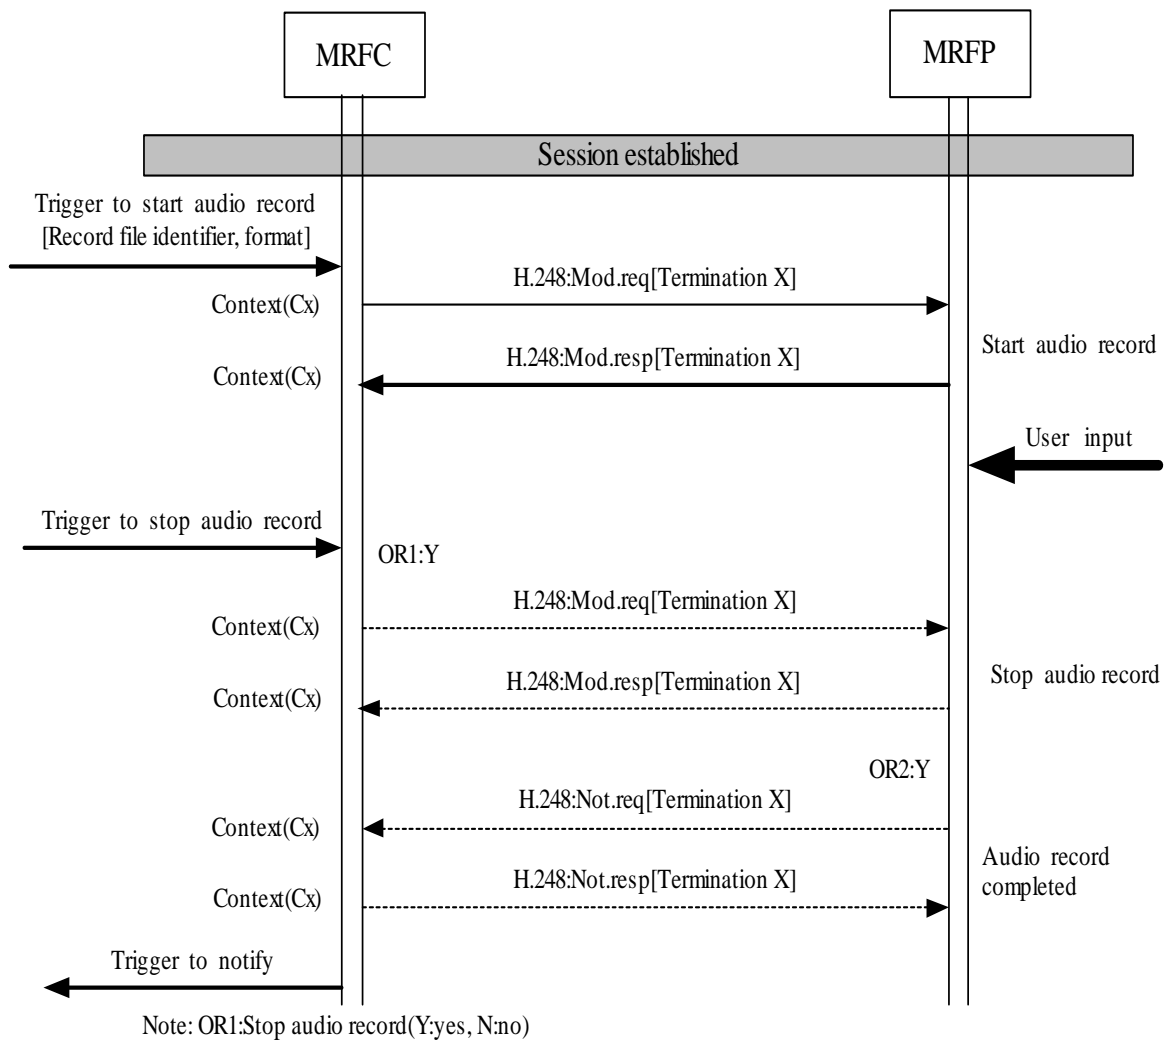 MRFC
MRFP
Session established
Trigger to start audio record
[Record file identifier, format]
H.248:Mod.req[Termination X]
Context(Cx)
Start audio record
H.248:Mod.resp[Termination X]
Context(Cx)
User input
Trigger to stop audio record
OR1:Y
H.248:Mod.req[Termination X]
Context(Cx)
H.248:Mod.resp[Termination X]
Stop audio record
Context(Cx)
OR2:Y
H.248:Not.req[Termination X]
Context(Cx)
Audio record
completed
H.248:Not.resp[Termination X]
Context(Cx)
Trigger to notify
Note: OR1:Stop audio record(Y:yes, N:no)